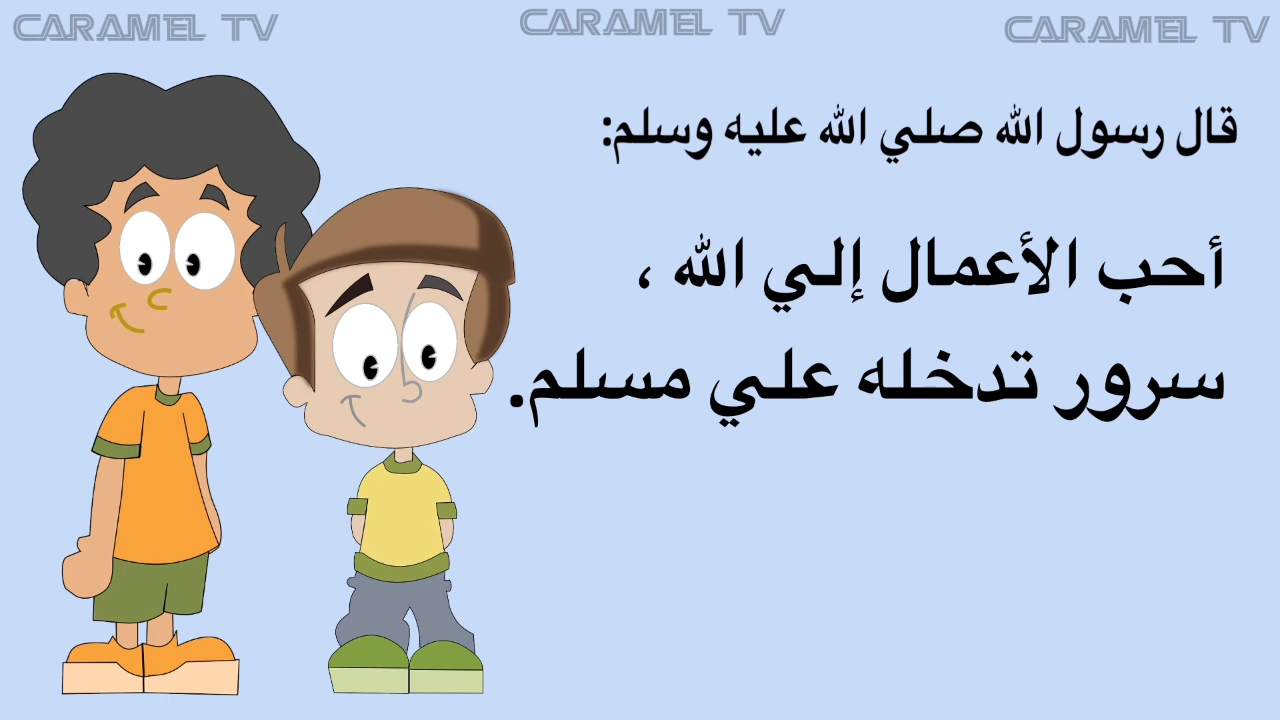 CARAMEL TV CARAMEL TV CARAMEL TV
قال رسول الله صلي الله عليه وسلم:
أحب الأعمال إلي الله ،
سرور تدخله علي مسلم.